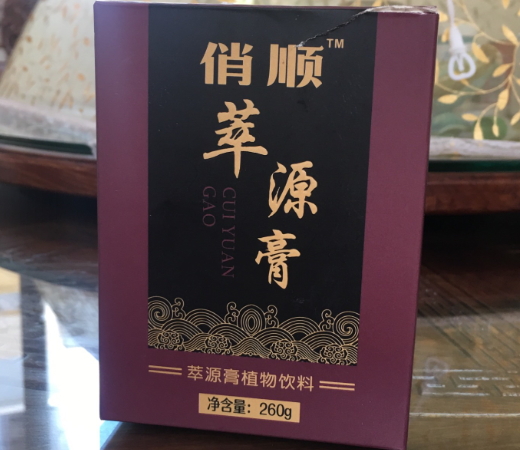 俏顺™
萃源膏
CUI YUAN
GAO
萃源膏植物饮料
净含量：260g